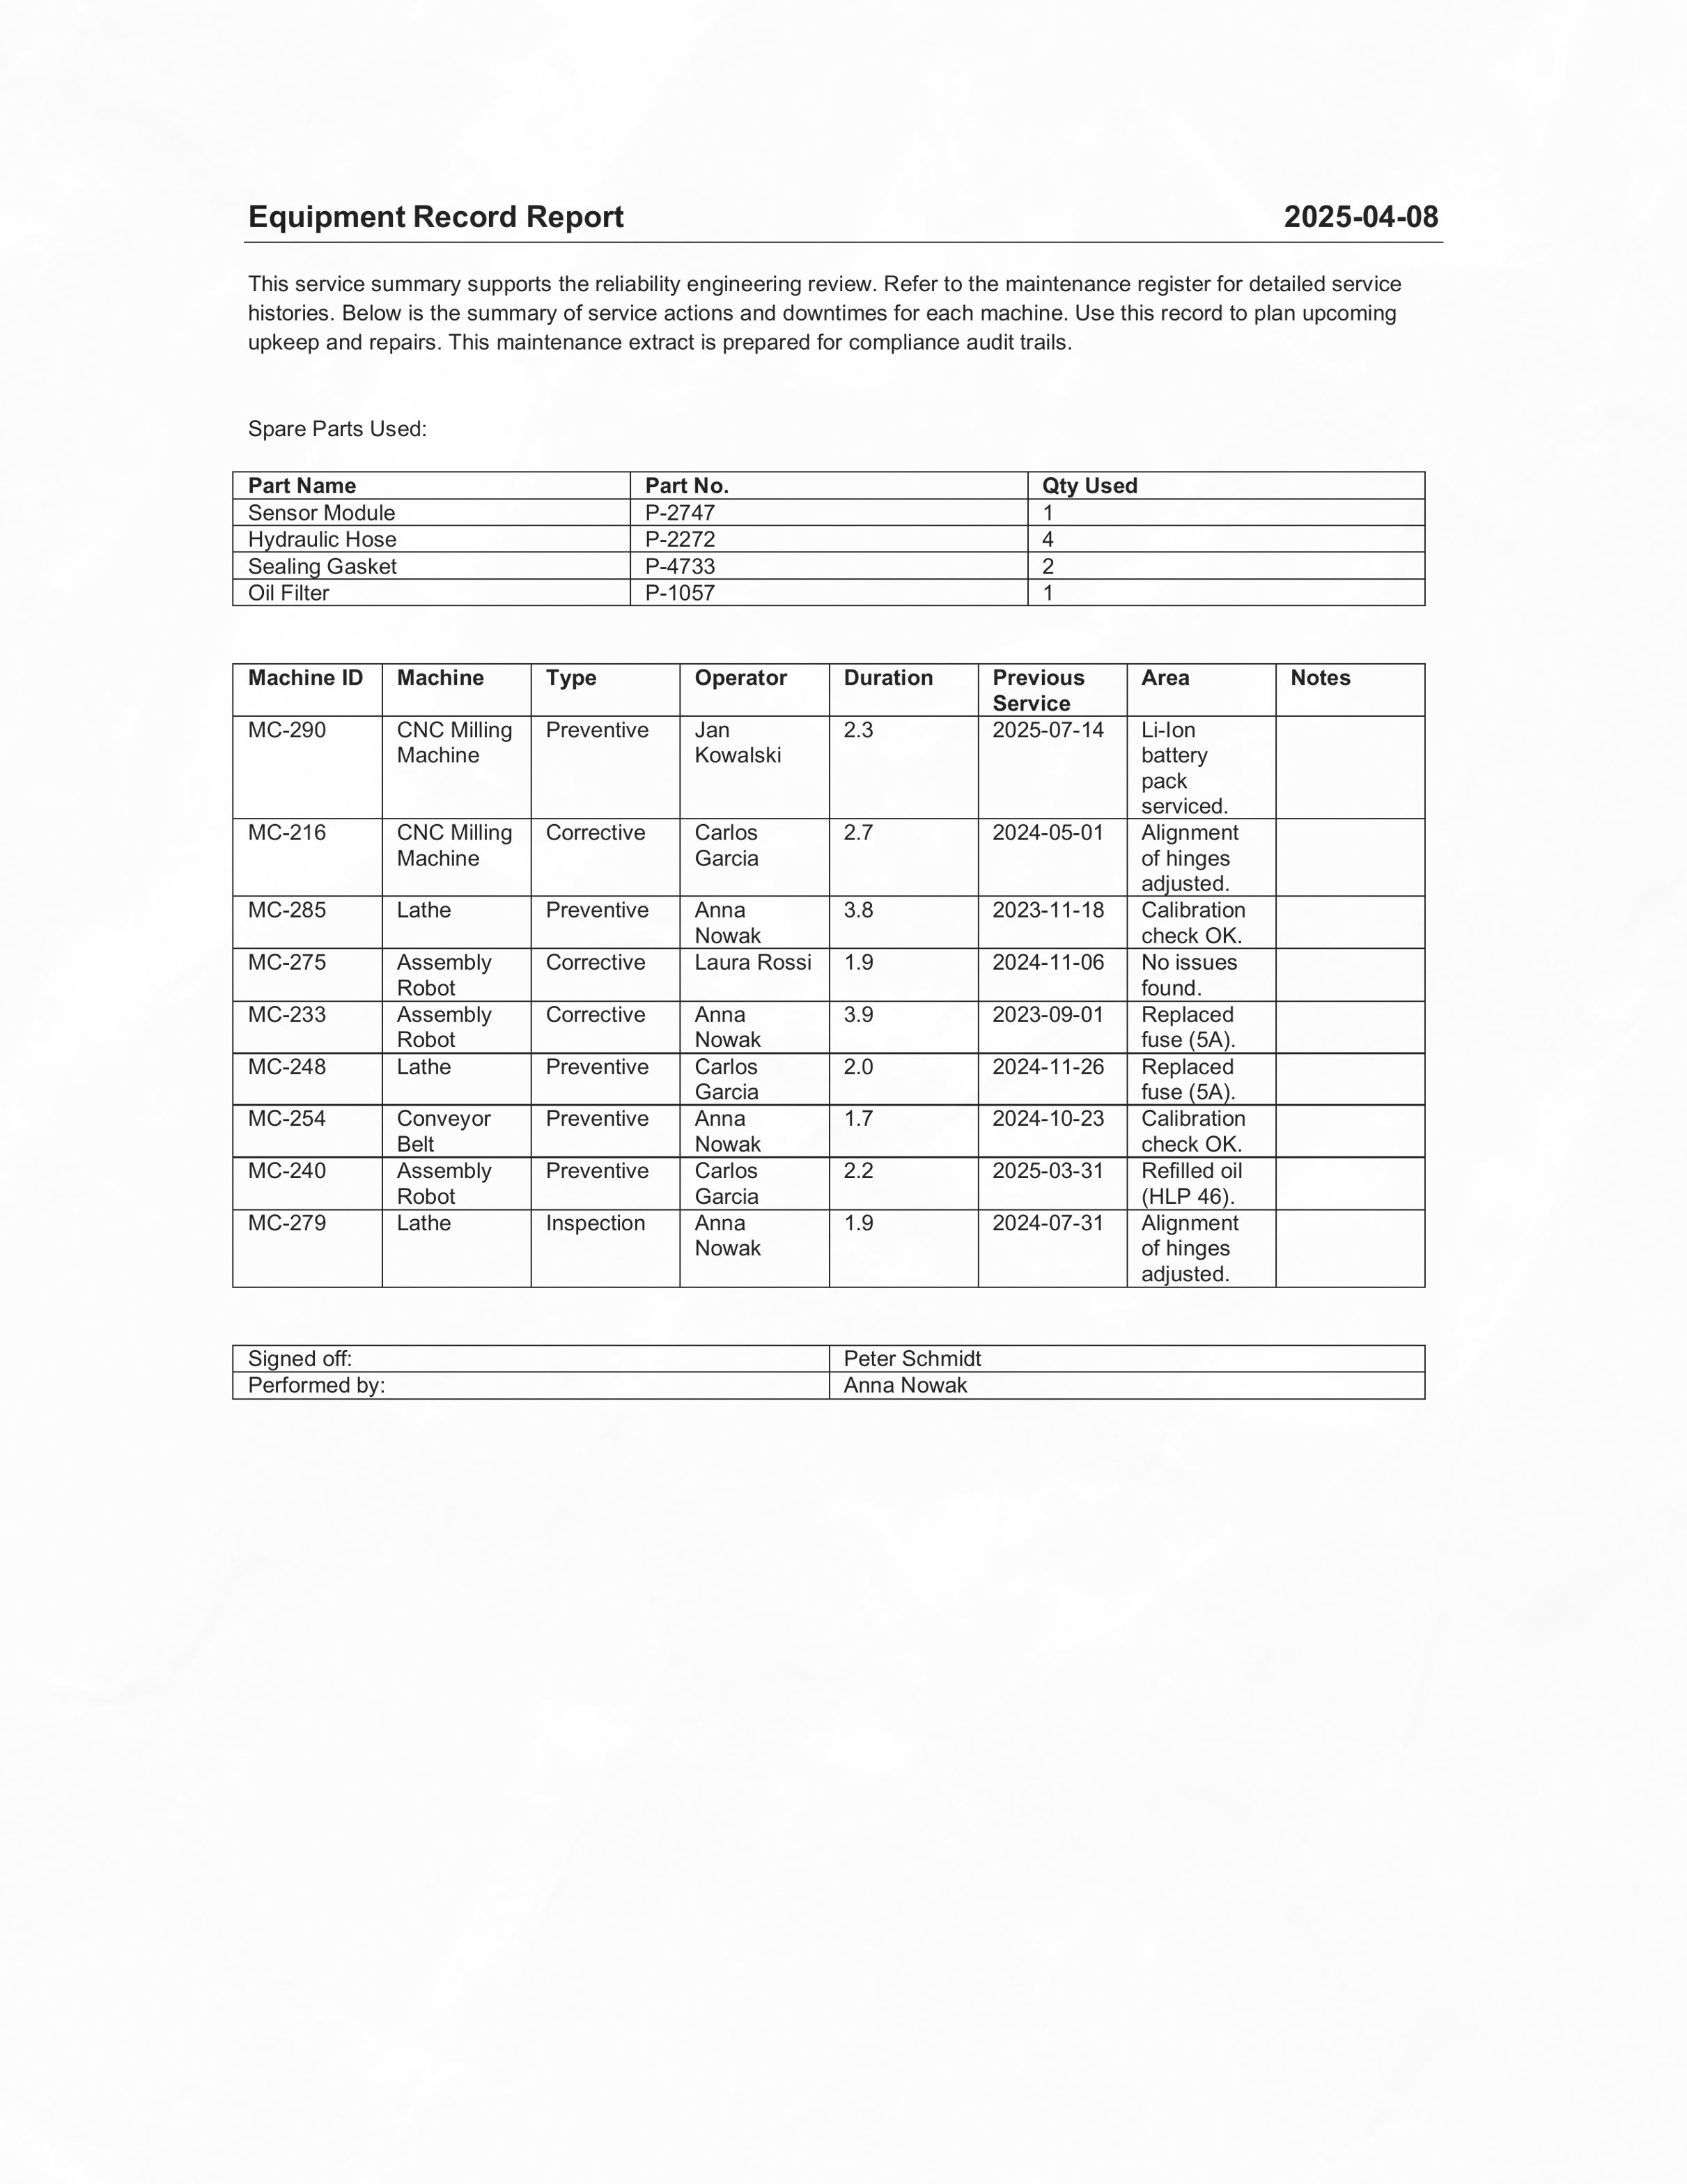 Equipment Record Report 2025-04-08
This service summary supports the reliability engineering review. Refer to the maintenance register for detailed service
histories. Below is the summary of service actions and downtimes for each machine. Use this record to plan upcoming
upkeep and repairs. This maintenance extract is prepared for compliance audit trails.
Spare Parts Used:
Part Name Part No. Qty Used
Sensor Module P-2747 1
Hydraulic Hose P-2272 4
Sealing Gasket P-4733 2
Oil Filter P-1057 1
Machine ID Machine Type Operator Duration Previous Area Notes
Service
MC-290 CNC Milling Preventive Jan 2.3 2025-07-14 Li-Ion
Machine Kowalski battery
pack
serviced.
MC-216 CNC Milling Corrective Carlos 2.7 2024-05-01 Alignment
Machine Garcia of hinges
adjusted.
MC-285 Lathe Preventive Anna 3.8 2023-11-18 Calibration
Nowak check OK.
MC-275 Assembly Corrective Laura Rossi 1.9 2024-11-06 No issues
Robot found.
MC-233 Assembly Corrective Anna 3.9 2023-09-01 Replaced
Robot Nowak fuse (5A).
MC-248 Lathe Preventive Carlos 2.0 2024-11-26 Replaced
Garcia fuse (5A).
MC-254 Conveyor Preventive Anna 1.7 2024-10-23 Calibration
Belt Nowak check OK.
MC-240 Assembly Preventive Carlos 2.2 2025-03-31 Refilled oil
Robot Garcia (HLP 46).
MC-279 Lathe Inspection Anna 1.9 2024-07-31 Alignment
Nowak of hinges
adjusted.
Signed off: Peter Schmidt
Performed by: Anna Nowak